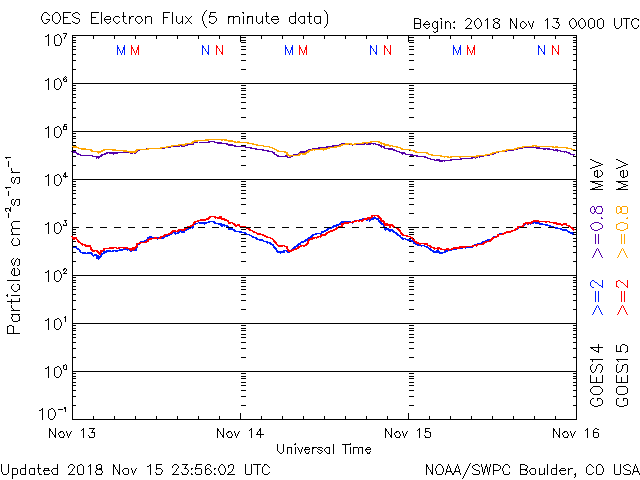 GOES Electron Flux (5 minute data)
Begin: 2018 Nov 13 0000 UTC
10⁷
M M N N M M N N M M N N
10⁶
10⁵
10⁴
10³
10²
10¹
10⁰
10⁻¹
Particles cm⁻²s⁻¹sr⁻¹
Nov 13 Nov 14 Nov 15 Nov 16
Universal Time
GOES14 >=2 >=0.8 MeV
GOES15 >=2 >=0.8 MeV
Updated 2018 Nov 15 23:56:02 UTC
NOAA/SWPC Boulder, CO USA